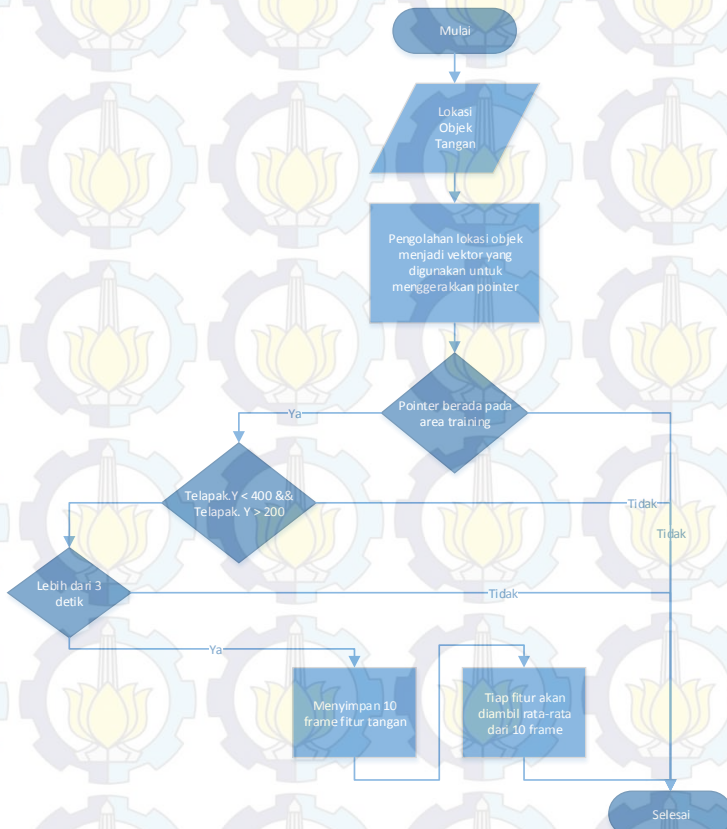 Mulai
Lokasi
Objek
Tangan
Pengolahan lokasi objek
menjadi vektor yang
digunakan untuk
menggerakkan pointer
Pointer berada pada
area training
Ya
Telapak.Y < 400 &&
Telapak. Y > 200
Tidak
Tidak
Lebih dari 3
detik
Tidak
Ya
Menyimpan 10
frame fitur tangan
Tiap fitur akan
diambil rata-rata
dari 10 frame
Selesai